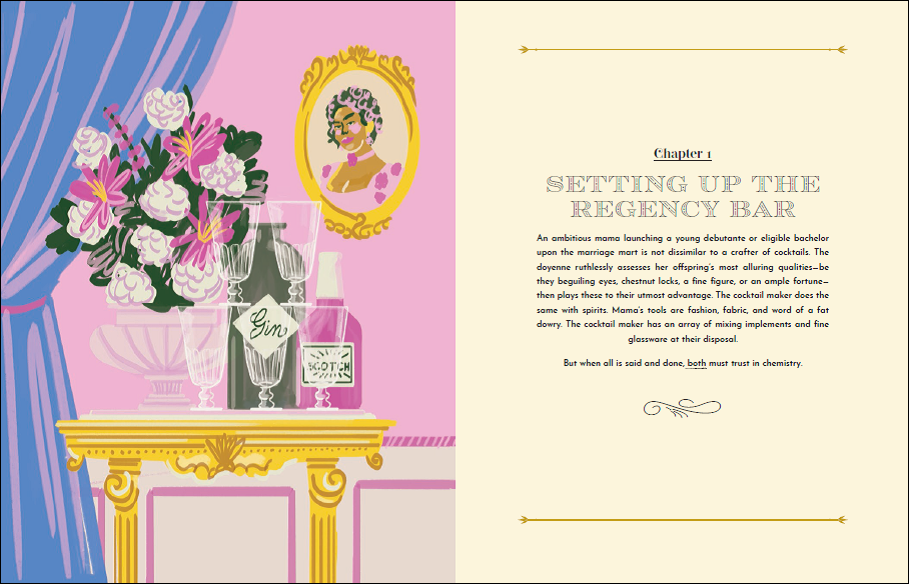 Gin
SCOTCH
Chapter 1
SETTING UP THE
REGENCY BAR
An ambitious mama launching a young debutante or eligible bachelor
upon the marriage mart is not dissimilar to a crafter of cocktails. The
doyenne ruthlessly assesses her offspring's most alluring qualities—be
they beguiling eyes, chestnut locks, a fine figure, or an ample fortune—
then plays these to their utmost advantage. The cocktail maker does the
same with spirits. Mama's tools are fashion, fabric, and word of a fat
dowry. The cocktail maker has an array of mixing implements and fine
glassware at their disposal.
But when all is said and done, both must trust in chemistry.